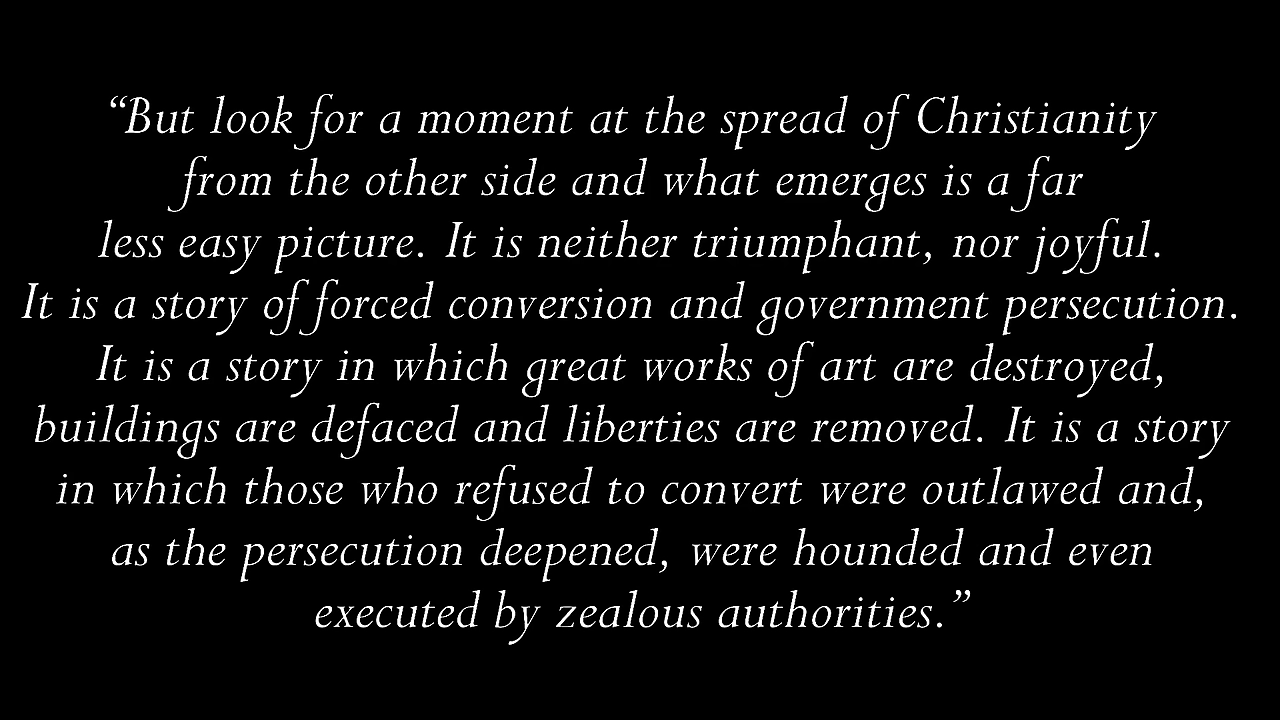 “But look for a moment at the spread of Christianity
from the other side and what emerges is a far
less easy picture. It is neither triumphant, nor joyful.
It is a story of forced conversion and government persecution.
It is a story in which great works of art are destroyed,
buildings are defaced and liberties are removed. It is a story
in which those who refused to convert were outlawed and,
as the persecution deepened, were hounded and even
executed by zealous authorities.”